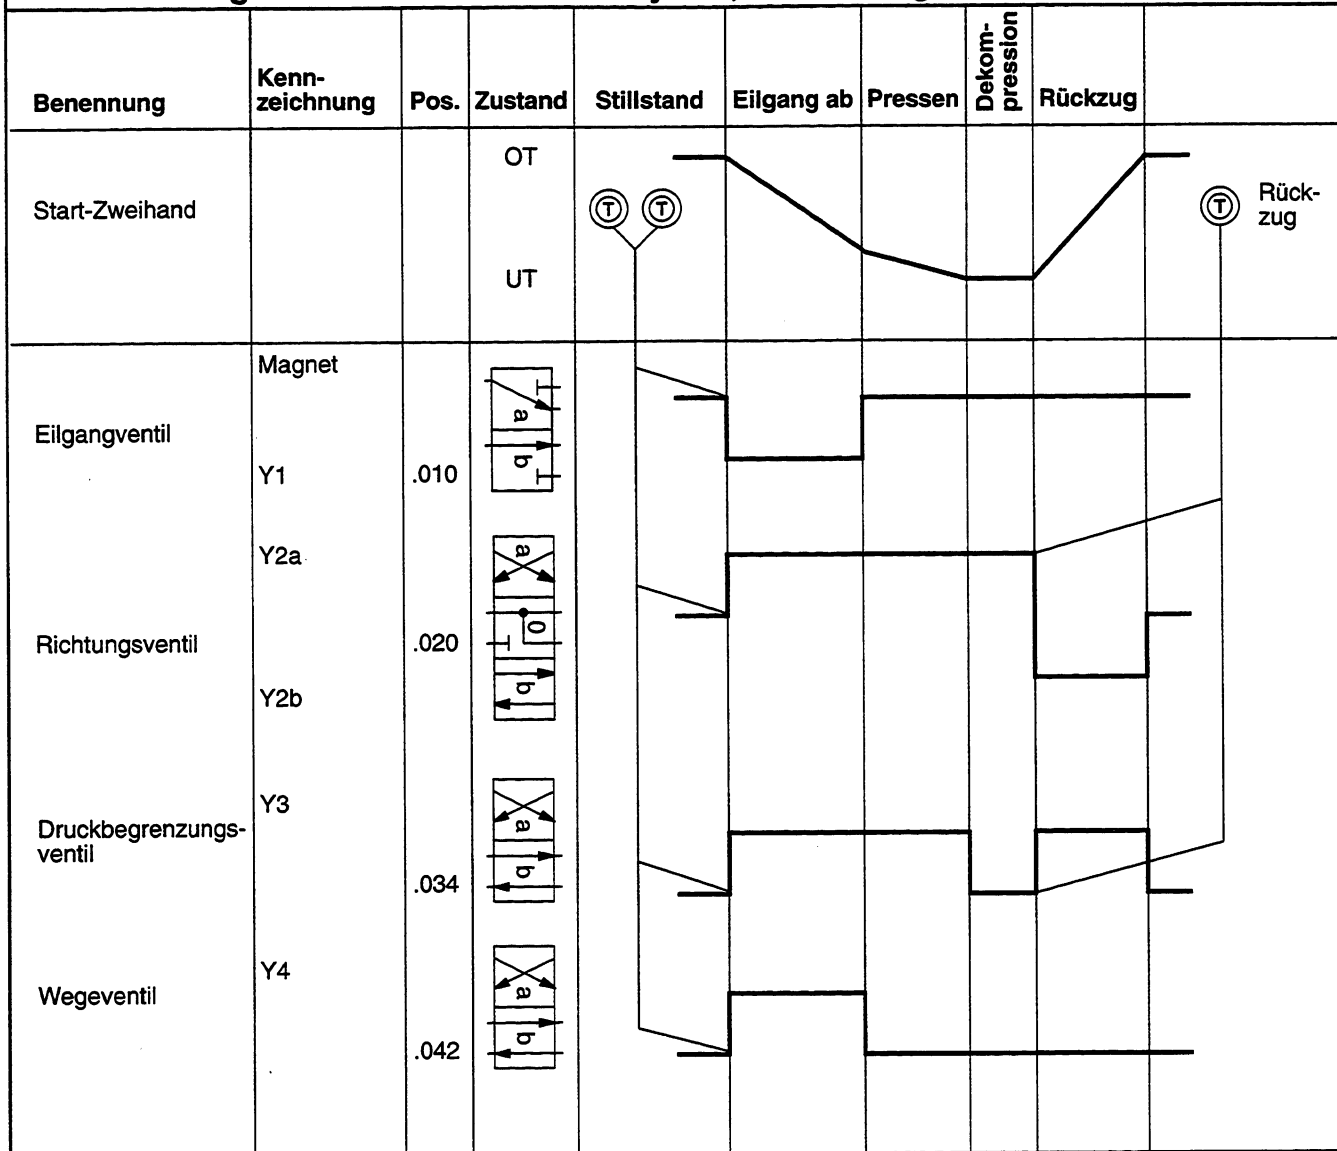 Benennung
Kenn-
zeichnung
Pos.
Zustand
Stillstand
Eilgang ab
Pressen
Dekom-
pression
Rückzug
Start-Zweihand
OT
UT
T
T
T
Rück-
zug
Magnet
Eilgangventil
Y1
.010
a
b
Y2a
Richtungsventil
.020
Y2b
a
0
b
Y3
Druckbegrenzungs-
ventil
.034
a
b
Y4
Wegeventil
.042
a
b